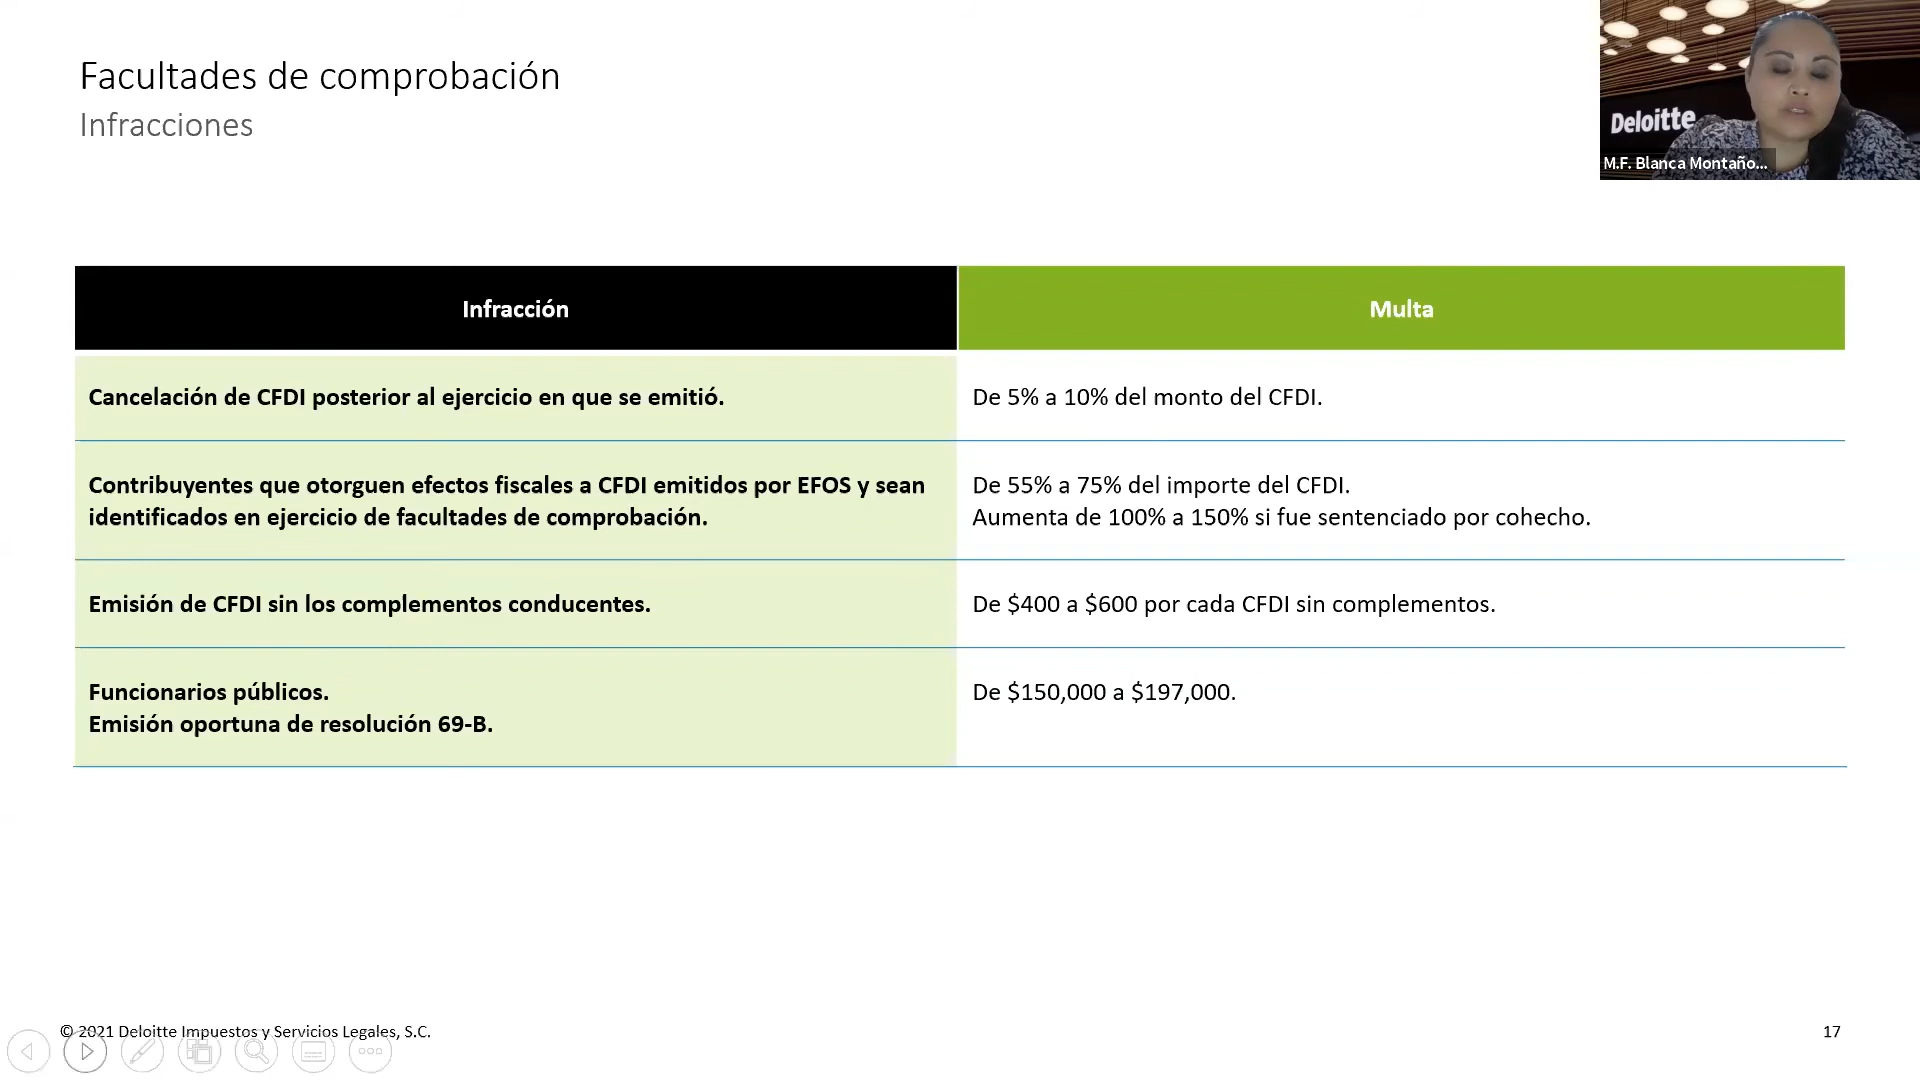 Facultades de comprobación
Infracciones
Deloitte
M.F. Blanca Montaño...
Infracción
Multa
Cancelación de CFDI posterior al ejercicio en que se emitió.
De 5% a 10% del monto del CFDI.
Contribuyentes que otorguen efectos fiscales a CFDI emitidos por EFOS y sean
identificados en ejercicio de facultades de comprobación.
De 55% a 75% del importe del CFDI.
Aumenta de 100% a 150% si fue sentenciado por cohecho.
Emisión de CFDI sin los complementos conducentes.
De $400 a $600 por cada CFDI sin complementos.
Funcionarios públicos.
Emisión oportuna de resolución 69-B.
De $150,000 a $197,000.
© 2021 Deloitte Impuestos y Servicios Legales, S.C.
17